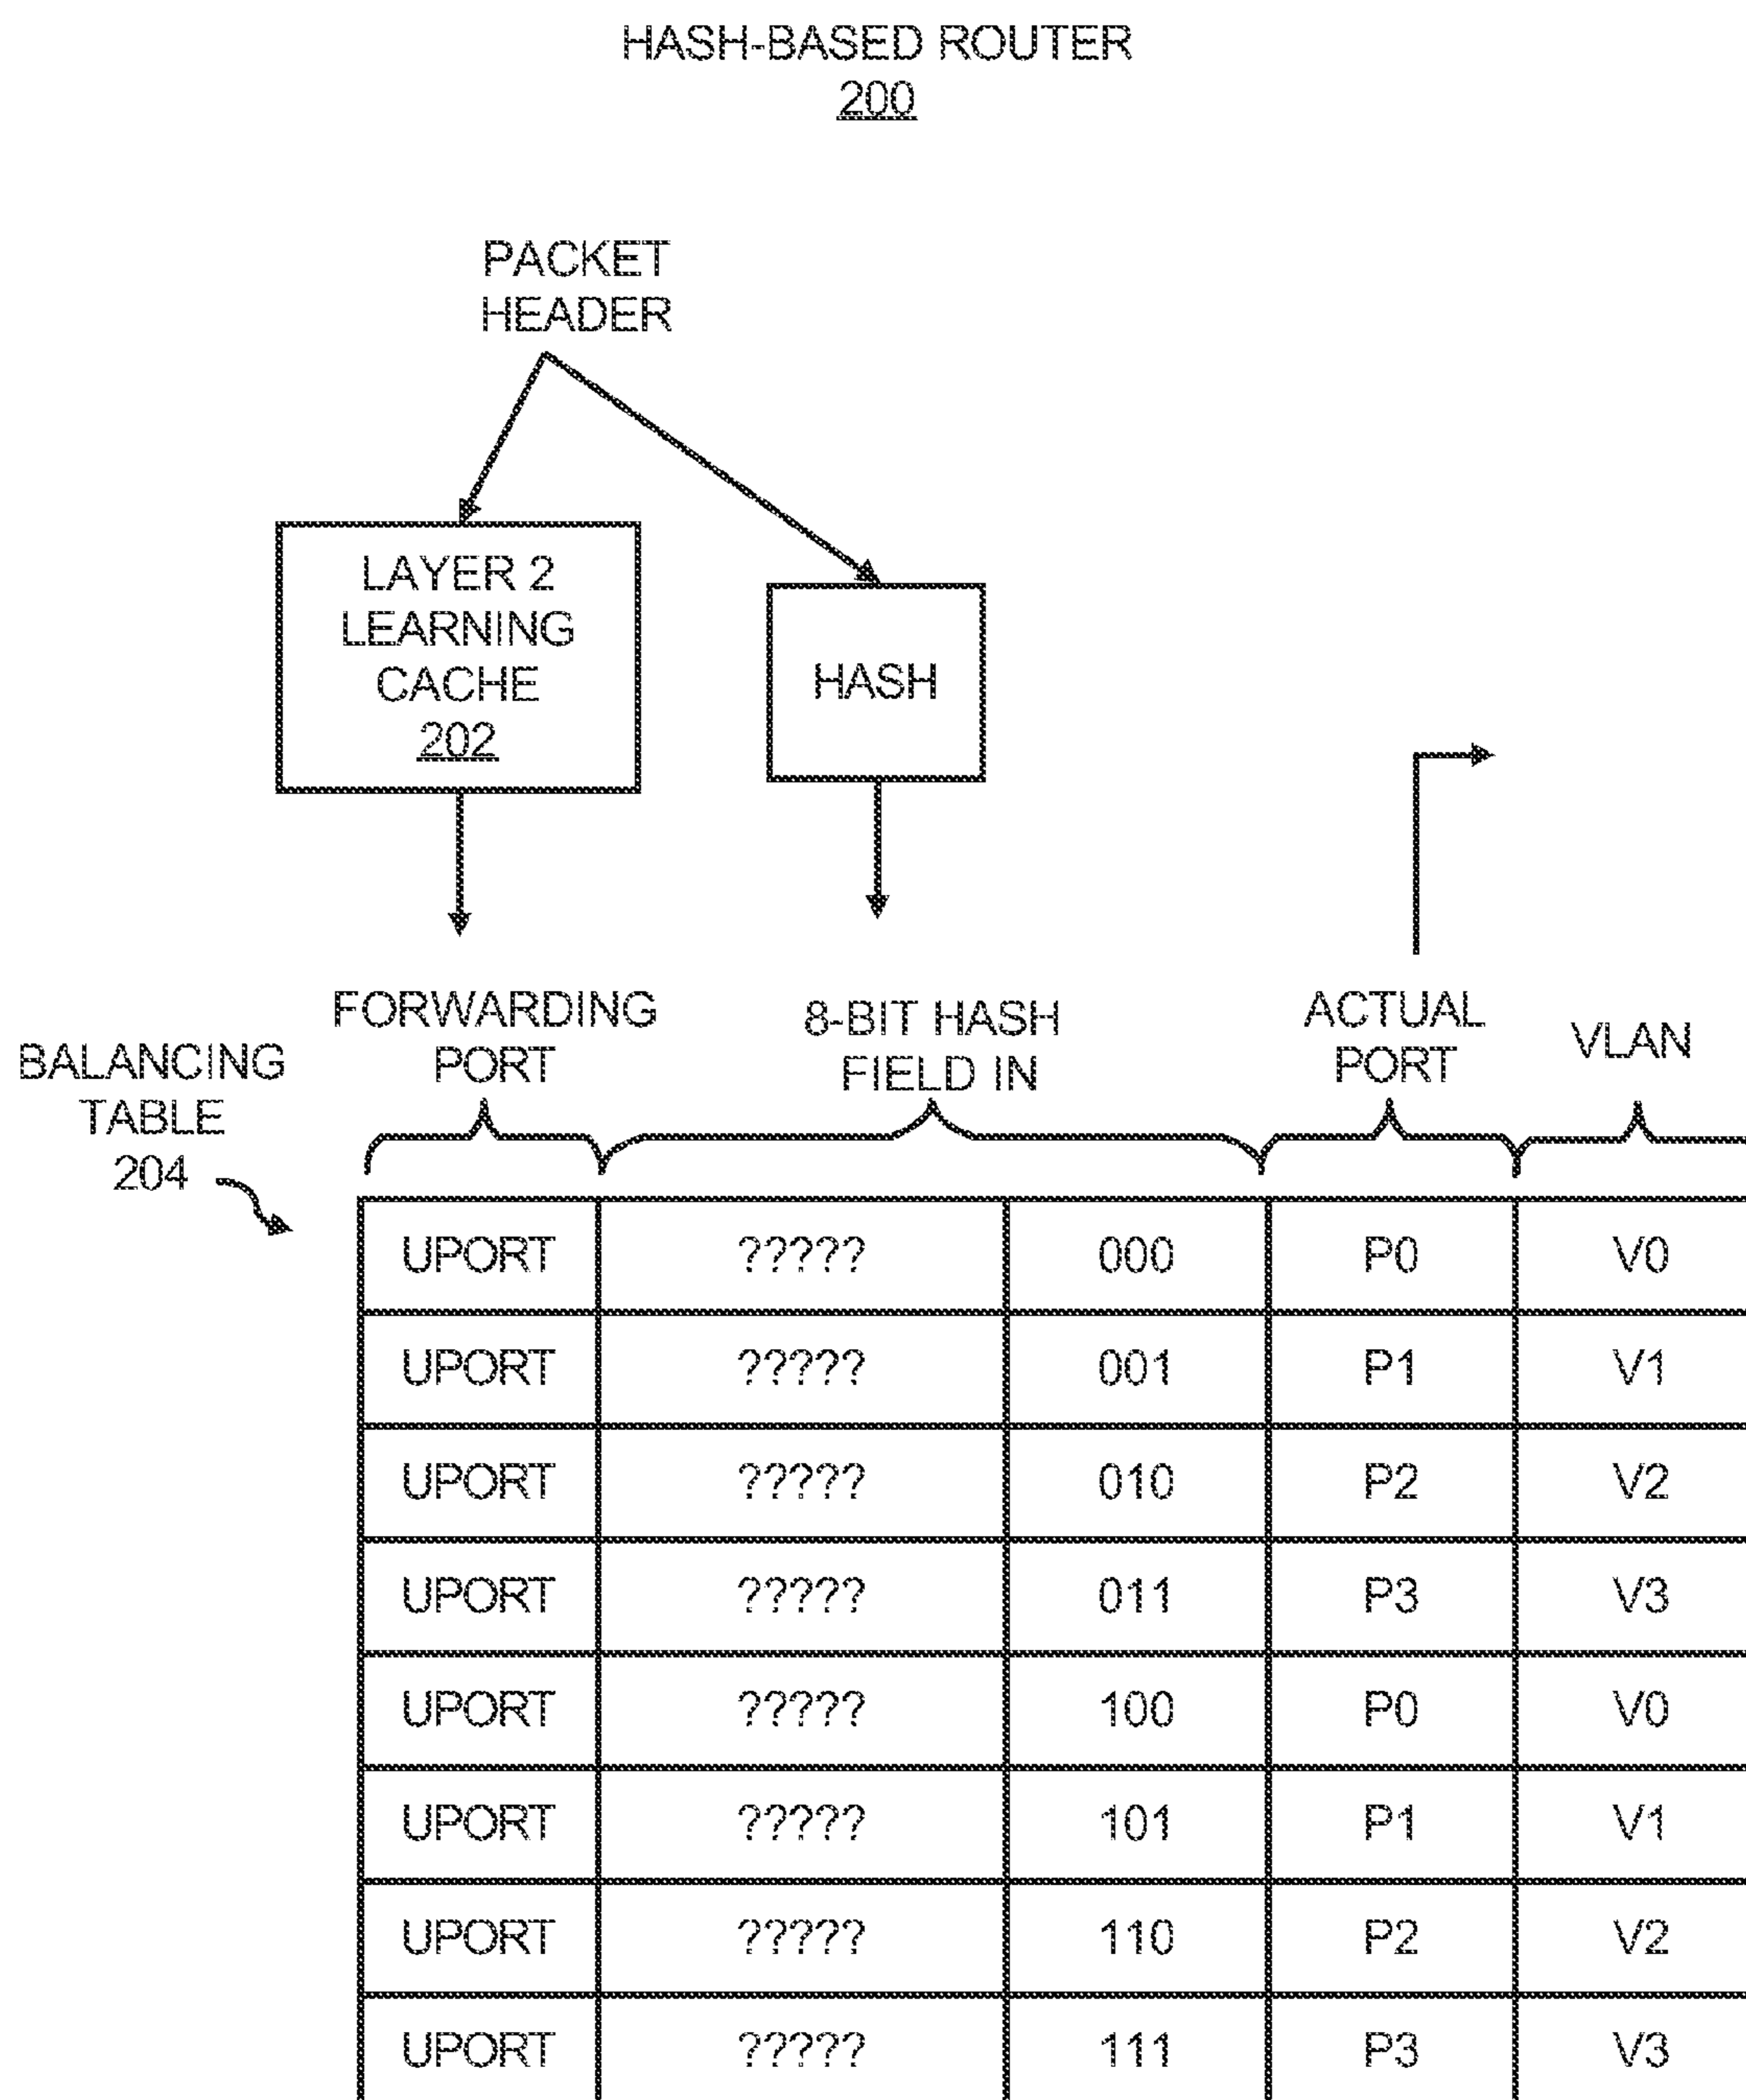 HASH-BASED ROUTER
200
PACKET
HEADER
LAYER 2
LEARNING
CACHE
202
HASH
BALANCING
TABLE
204
FORWARDING
PORT
8-BIT HASH
FIELD IN
ACTUAL
PORT
VLAN
UPORT ????? 000 P0 V0
UPORT ????? 001 P1 V1
UPORT ????? 010 P2 V2
UPORT ????? 011 P3 V3
UPORT ????? 100 P0 V0
UPORT ????? 101 P1 V1
UPORT ????? 110 P2 V2
UPORT ????? 111 P3 V3